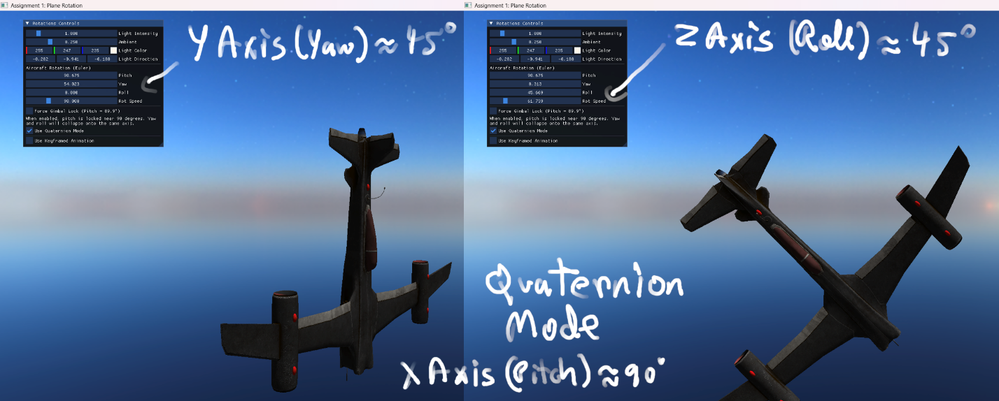 Assignment 1: Plane Rotation
Rotations Controls
1.000 Light Intensity
0.250 Ambient
255 247 235 Light Color
-0.282 -0.941 -0.188 Light Direction
Aircraft Rotation (Euler)
90.675 Pitch
54.023 Yaw
0.000 Roll
90.000 Rot Speed
Force Gimbal Lock (Pitch = 89.9°)
When enabled, pitch is locked near 90 degrees. Yaw
and roll will collapse onto the same axis.
Use Quaternion Mode
Use Keyframed Animation
Y Axis (Yaw) ≈ 45°
Assignment 1: Plane Rotation
Rotations Controls
1.000 Light Intensity
0.250 Ambient
255 247 235 Light Color
-0.282 -0.941 -0.188 Light Direction
Aircraft Rotation (Euler)
90.675 Pitch
0.313 Yaw
45.669 Roll
61.739 Rot Speed
Force Gimbal Lock (Pitch = 89.9°)
When enabled, pitch is locked near 90 degrees. Yaw
and roll will collapse onto the same axis.
Use Quaternion Mode
Use Keyframed Animation
Z Axis (Roll) ≈ 45°
Quaternion
Mode
X Axis (Pitch) ≈ 90°